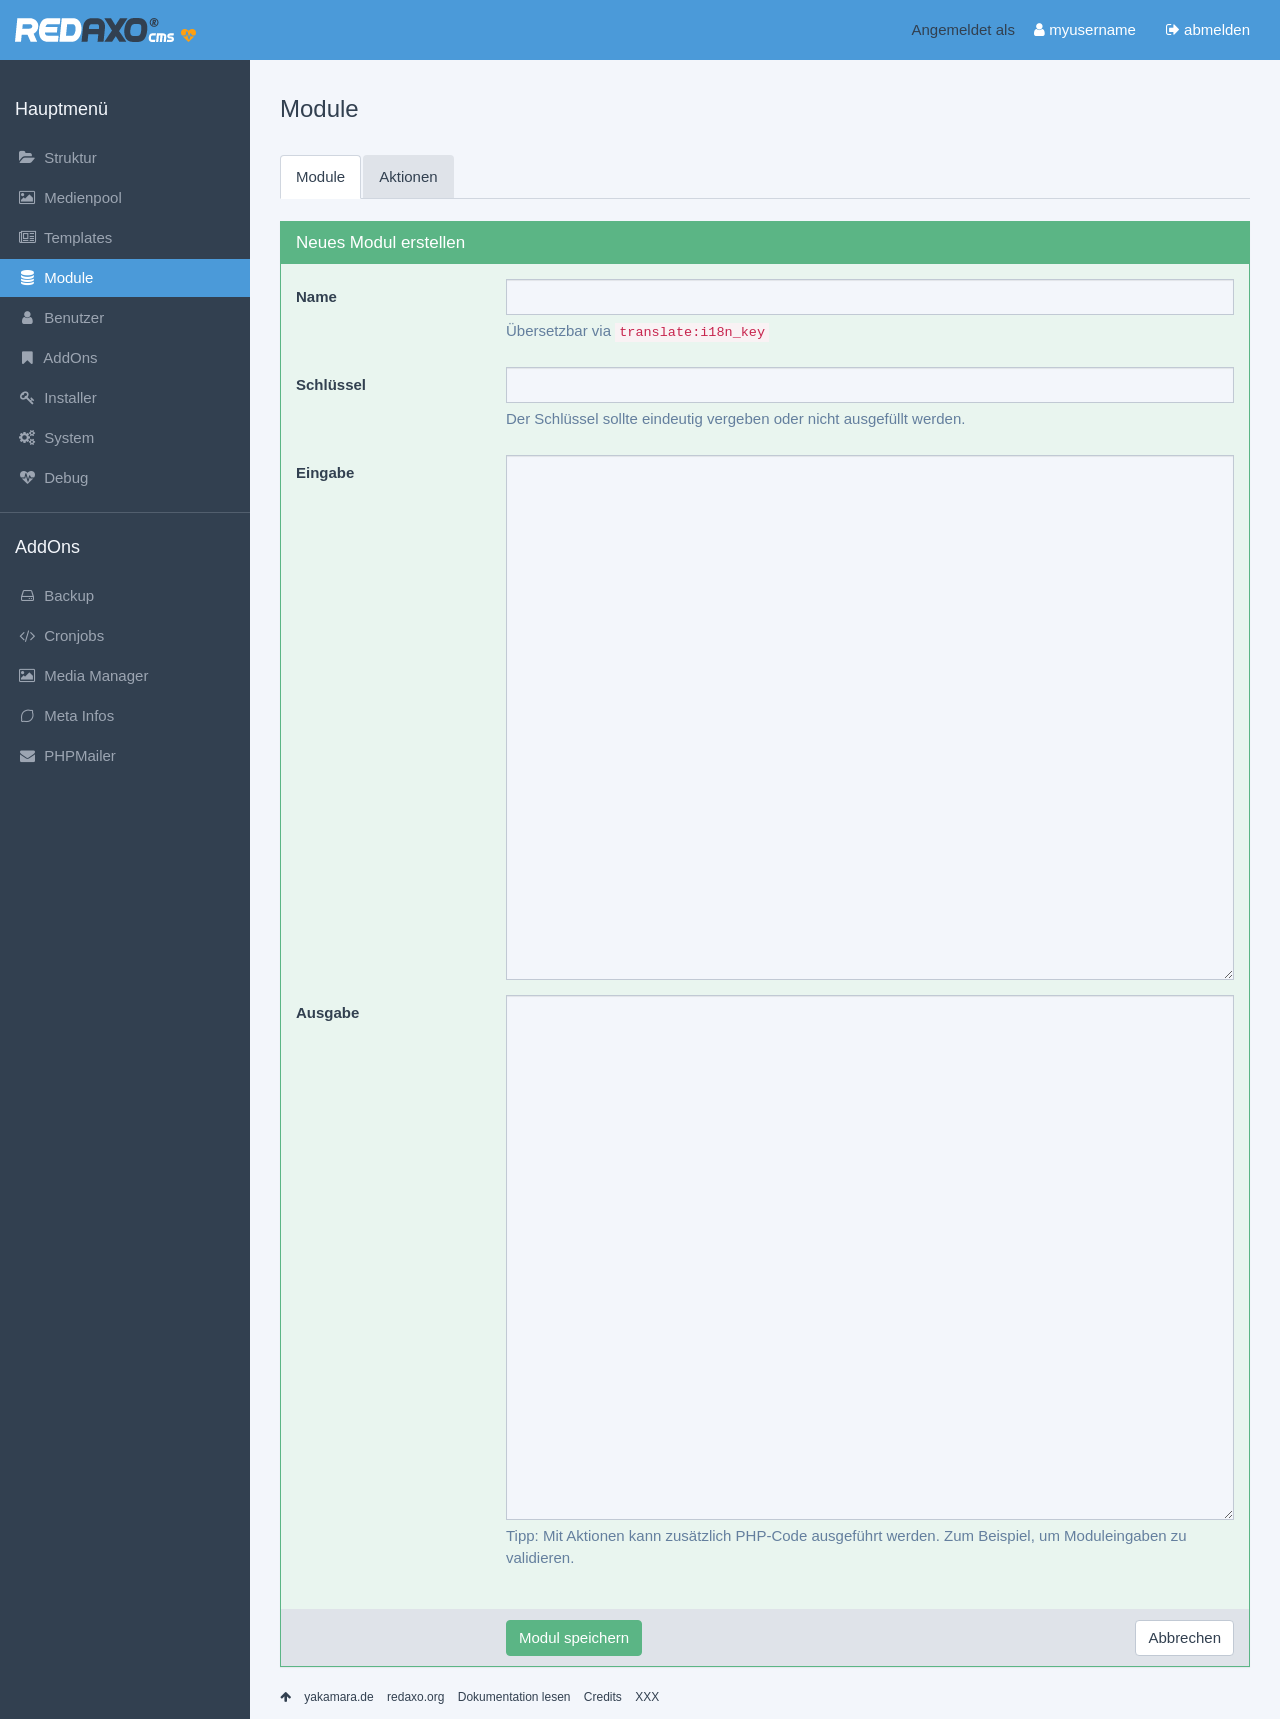 REDAXO® cms
Angemeldet als myusername abmelden
Hauptmenü
Struktur
Medienpool
Templates
Module
Benutzer
AddOns
Installer
System
Debug
AddOns
Backup
Cronjobs
Media Manager
Meta Infos
PHPMailer
Module
Module Aktionen
Neues Modul erstellen
Name
Übersetzbar via translate:i18n_key
Schlüssel
Der Schlüssel sollte eindeutig vergeben oder nicht ausgefüllt werden.
Eingabe
Ausgabe
Tipp: Mit Aktionen kann zusätzlich PHP-Code ausgeführt werden. Zum Beispiel, um Moduleingaben zu
validieren.
Modul speichern Abbrechen
yakamara.de redaxo.org Dokumentation lesen Credits XXX